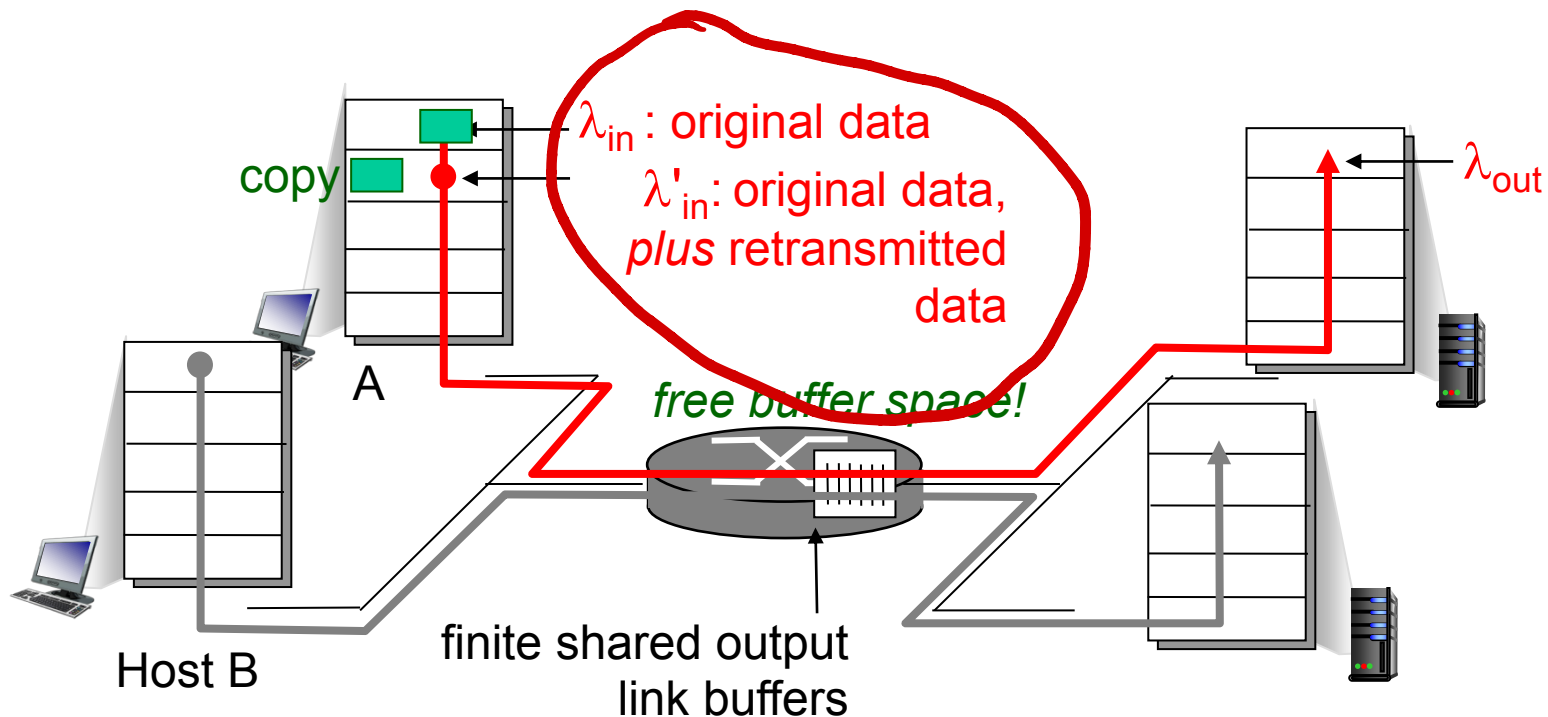 λin : original data
copy
λ'in: original data,
plus retransmitted
data
λout
A
free buffer space!
Host B
finite shared output
link buffers